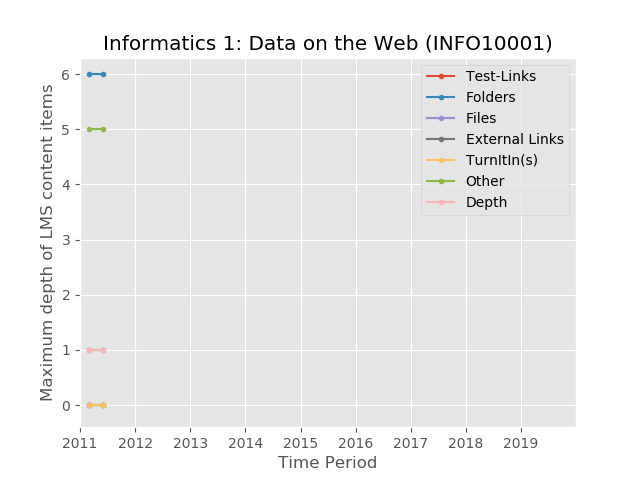 Informatics 1: Data on the Web (INFO10001)
Maximum depth of LMS content items
6
5
4
3
2
1
0
Test-Links
Folders
Files
External Links
TurnItIn(s)
Other
Depth
2011 2012 2013 2014 2015 2016 2017 2018 2019
Time Period